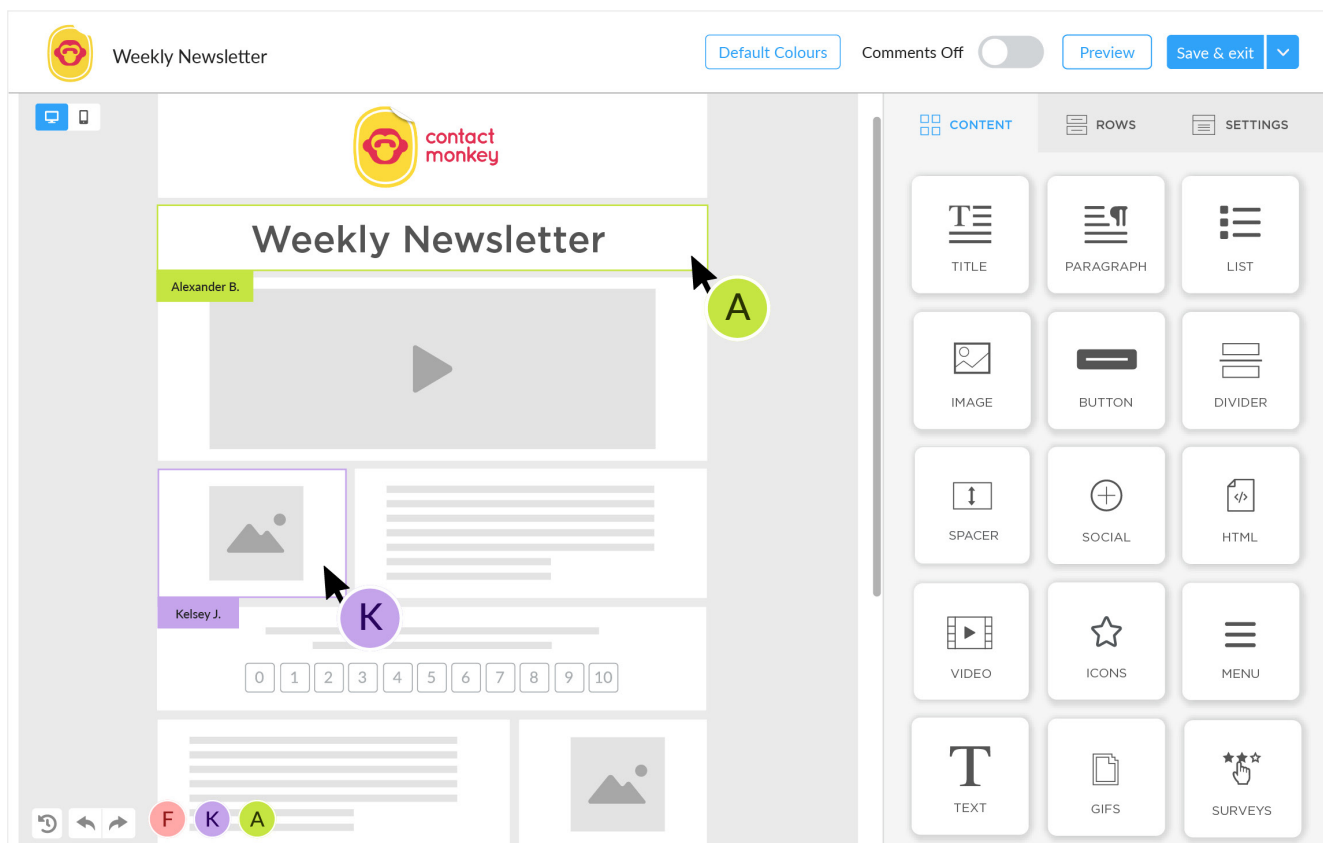 Weekly Newsletter
Default Colours
Comments Off
Preview
Save & exit
contact
monkey
Weekly Newsletter
Alexander B.
A
Kelsey J.
K
0 1 2 3 4 5 6 7 8 9 10
F K A
CONTENT
ROWS
SETTINGS
TITLE
PARAGRAPH
LIST
IMAGE
BUTTON
DIVIDER
SPACER
SOCIAL
HTML
VIDEO
ICONS
MENU
TEXT
GIFS
SURVEYS